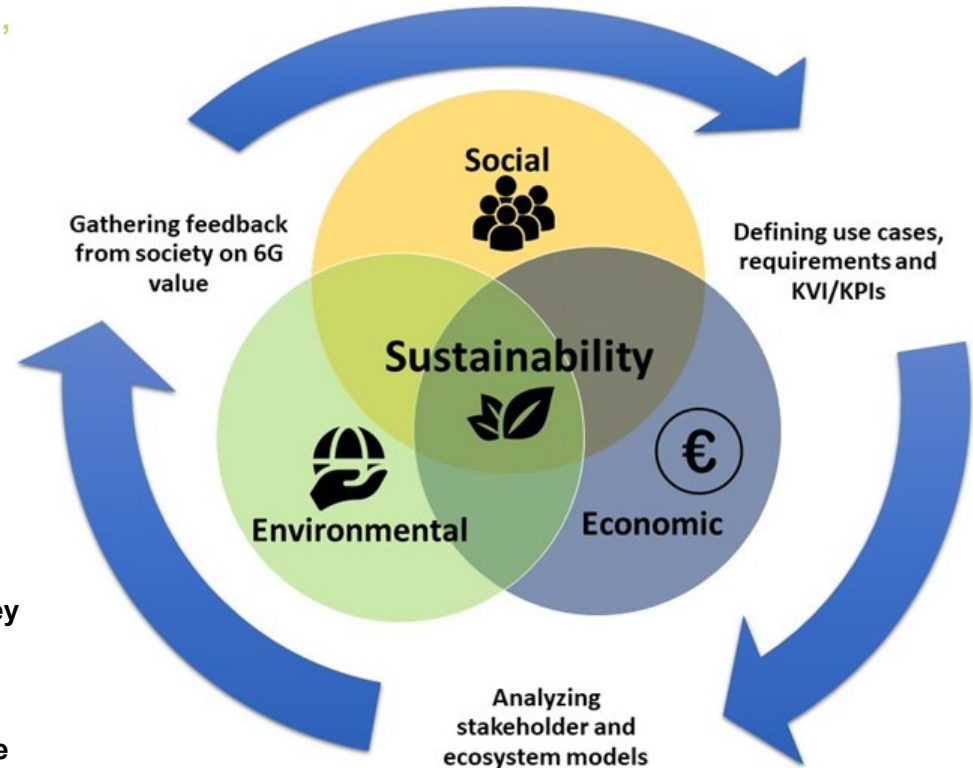 ,
Social
Gathering feedback
from society on 6G
value
Defining use cases,
requirements and
KVI/KPIs
Sustainability
€
Environmental
Economic
ey
Analyzing
stakeholder and
ecosystem models
e